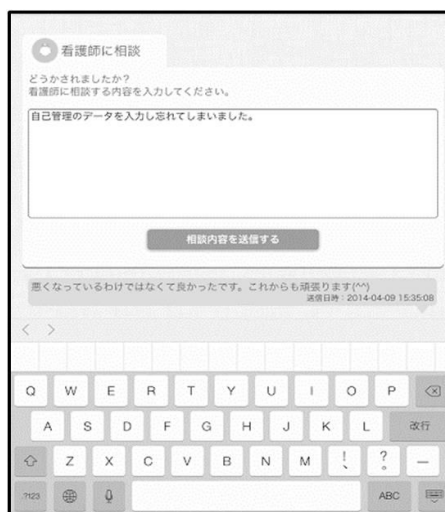 看護師に相談
どうかされましたか？
看護師に相談する内容を入力してください。
自己管理のデータを入力し忘れてしまいました。
相談内容を送信する
悪くなっているわけではなくて良かったです。これからも頑張ります(^^)
送信日時：2014-04-09 15:35:08
Q W E R T Y U I O P
A S D F G H J K L 改行
Z X C V B N M ! 、 ? 。 ー
.?123 ABC